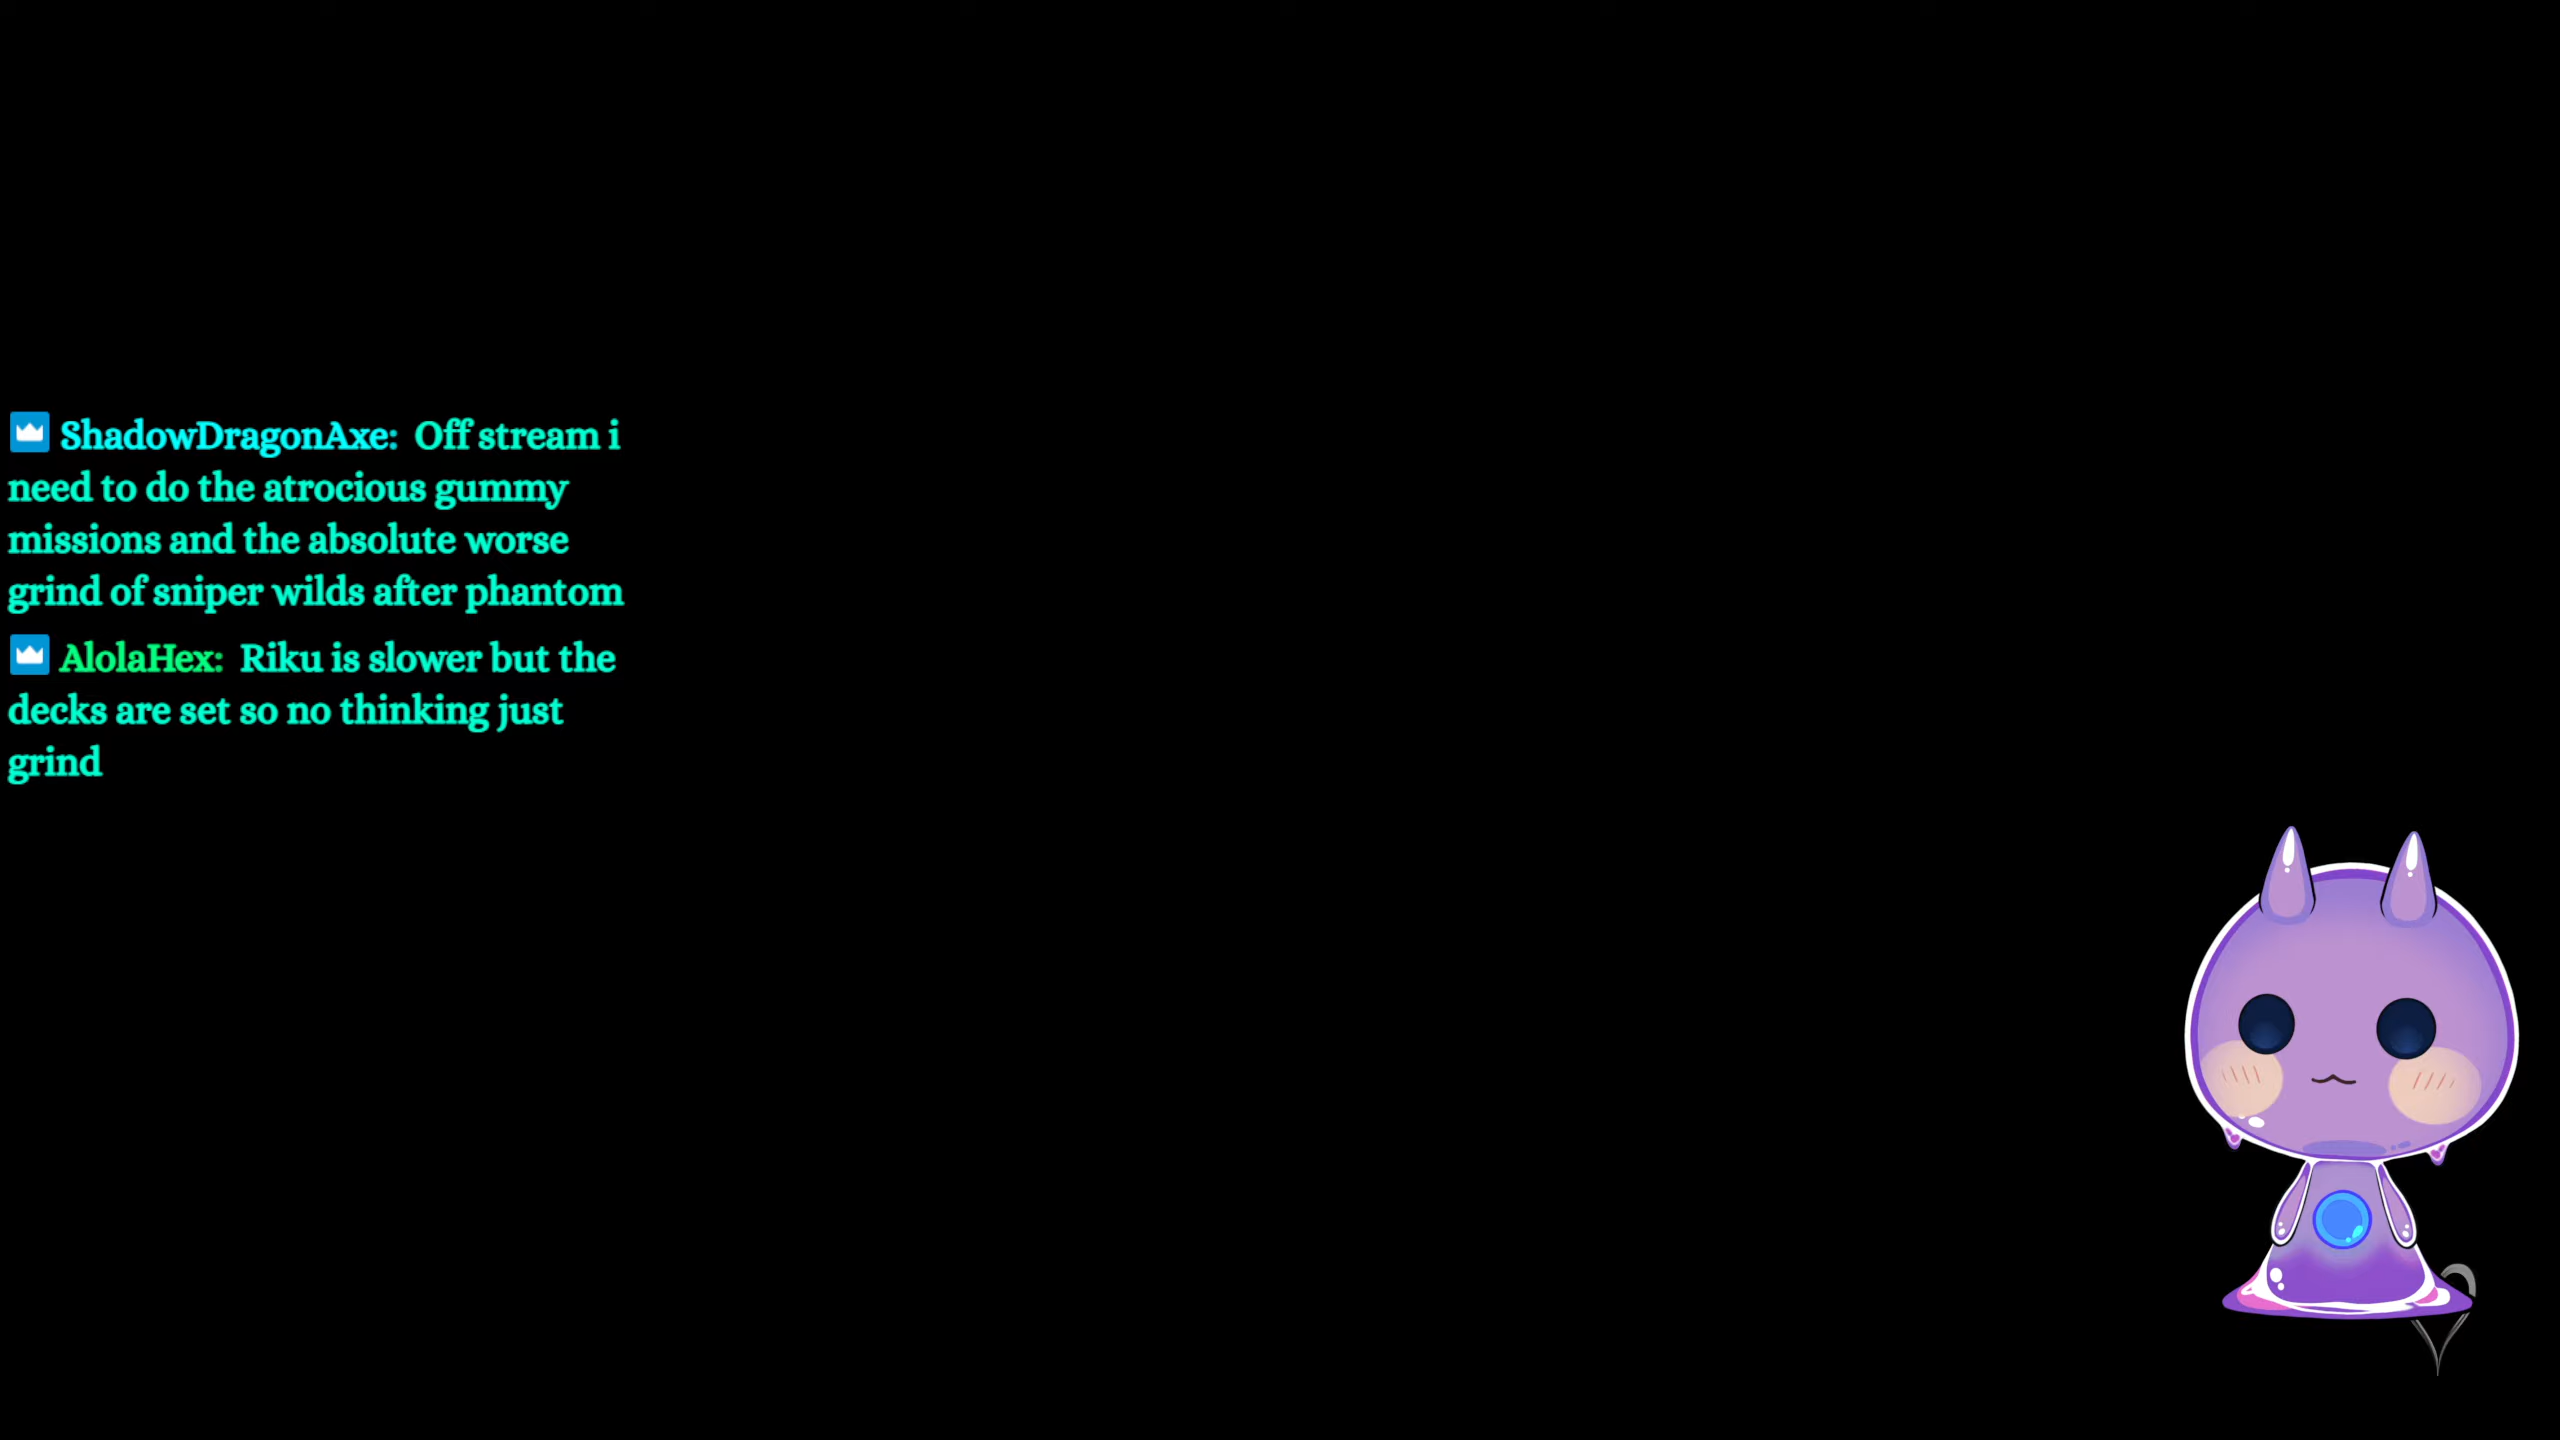 ShadowDragonAxe: Off stream i
need to do the atrocious gummy
missions and the absolute worse
grind of sniper wilds after phantom
AlolaHex: Riku is slower but the
decks are set so no thinking just
grind